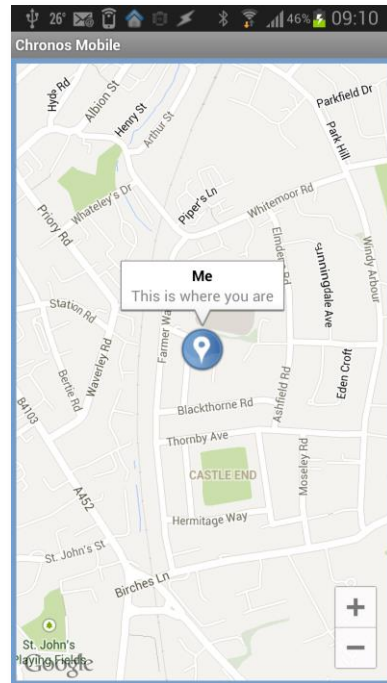 26°
46%
09:10
Chronos Mobile
Hyde Rd
Albion St
Henry St
Arthur St
Parkfield Dr
Park Hill
Whateley's Dr
Piper's Ln
Whitemoor Rd
Priory Rd
Elmdene Rd
Sunningdale Ave
Windy Arbour
Me
This is where you are
Station Rd
Farmer Wa
Waverley Rd
Bertie Rd
Eden Croft
Ashfield Rd
B4103
Blackthorne Rd
Thornby Ave
CASTLE END
Moseley Rd
A452
Hermitage Way
St. John's St
Birches Ln
+
−
St. John's
Playing Fields
Google